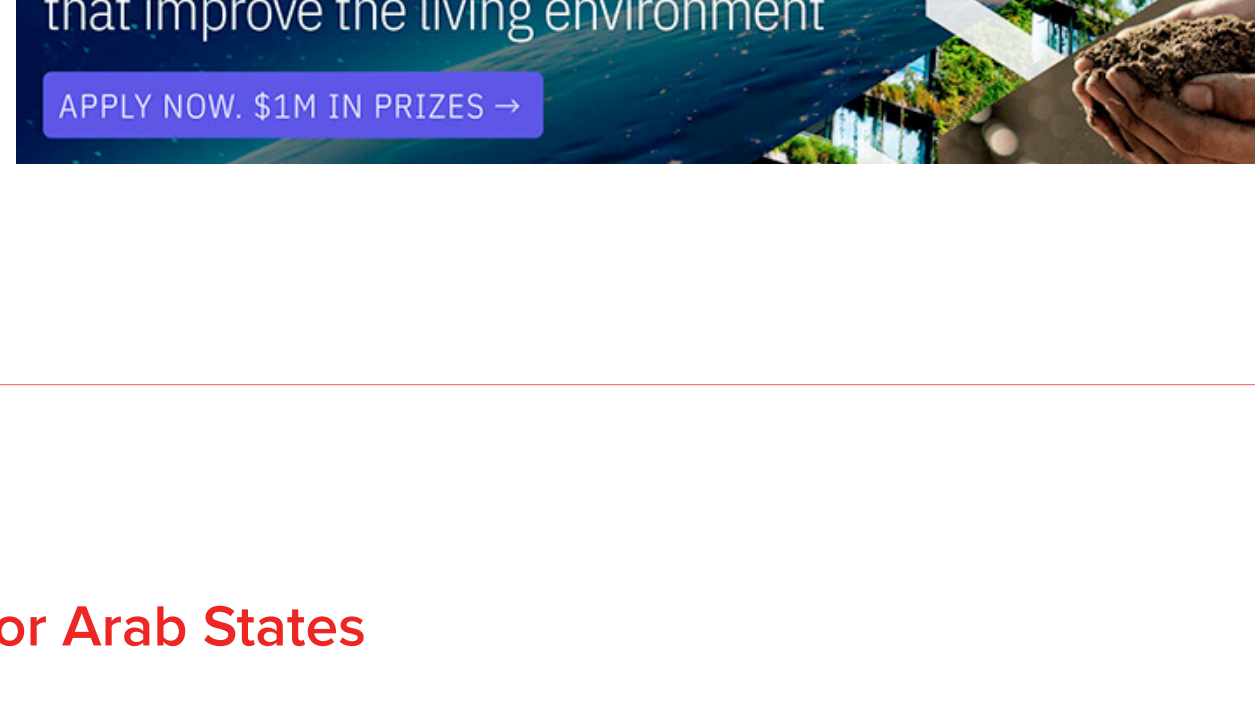 that improve the living environment
APPLY NOW. $1M IN PRIZES →
or Arab States